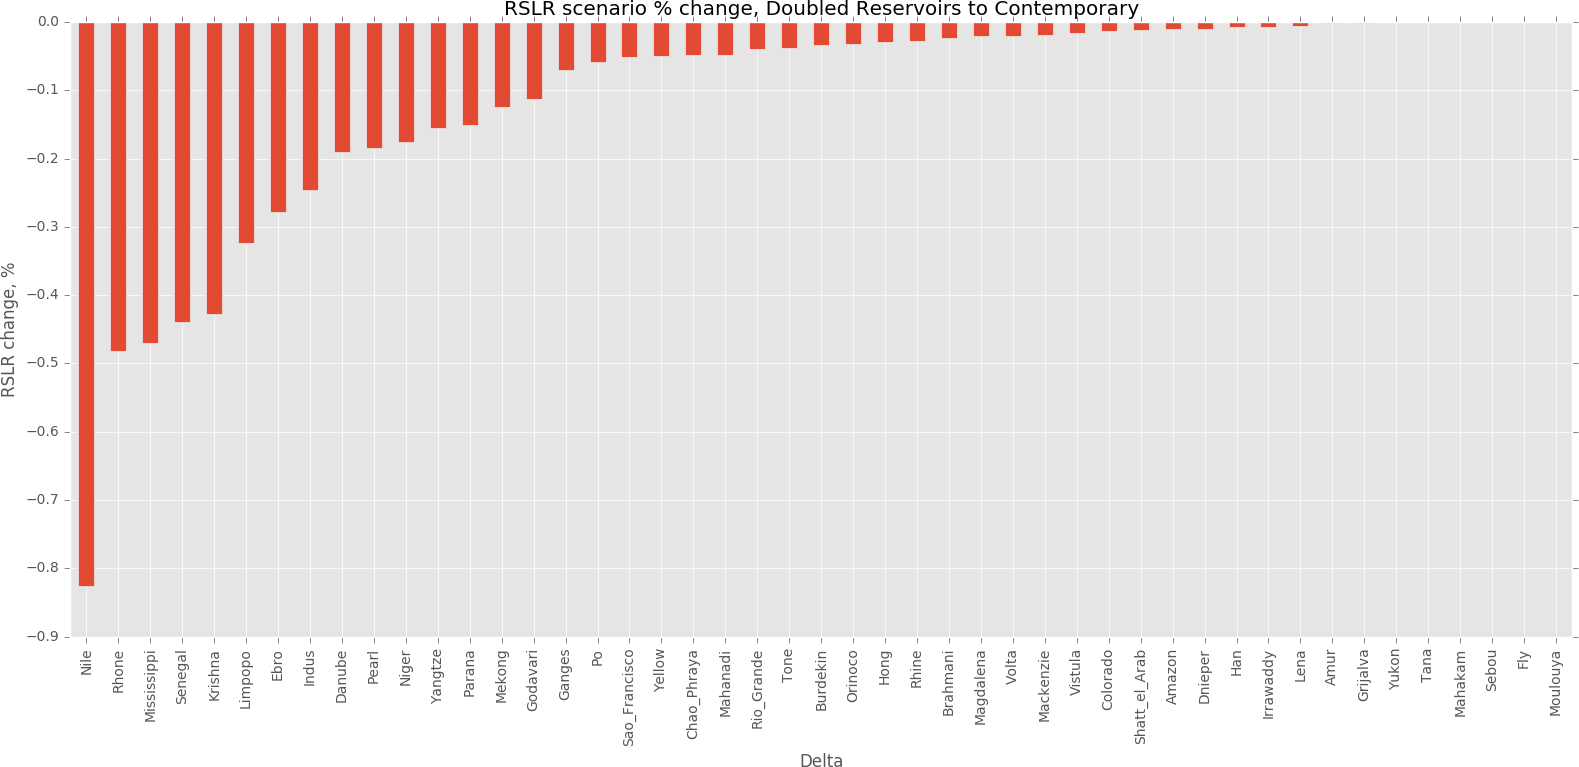 RSLR scenario % change, Doubled Reservoirs to Contemporary
RSLR change, %
0.0
−0.1
−0.2
−0.3
−0.4
−0.5
−0.6
−0.7
−0.8
−0.9
Nile
Rhone
Mississippi
Senegal
Krishna
Limpopo
Ebro
Indus
Danube
Pearl
Niger
Yangtze
Parana
Mekong
Godavari
Ganges
Po
Sao_Francisco
Yellow
Chao_Phraya
Mahanadi
Rio_Grande
Tone
Burdekin
Orinoco
Hong
Rhine
Brahmani
Magdalena
Volta
Mackenzie
Vistula
Colorado
Shatt_el_Arab
Amazon
Dnieper
Han
Irrawaddy
Lena
Amur
Grijalva
Yukon
Tana
Mahakam
Sebou
Fly
Moulouya
Delta